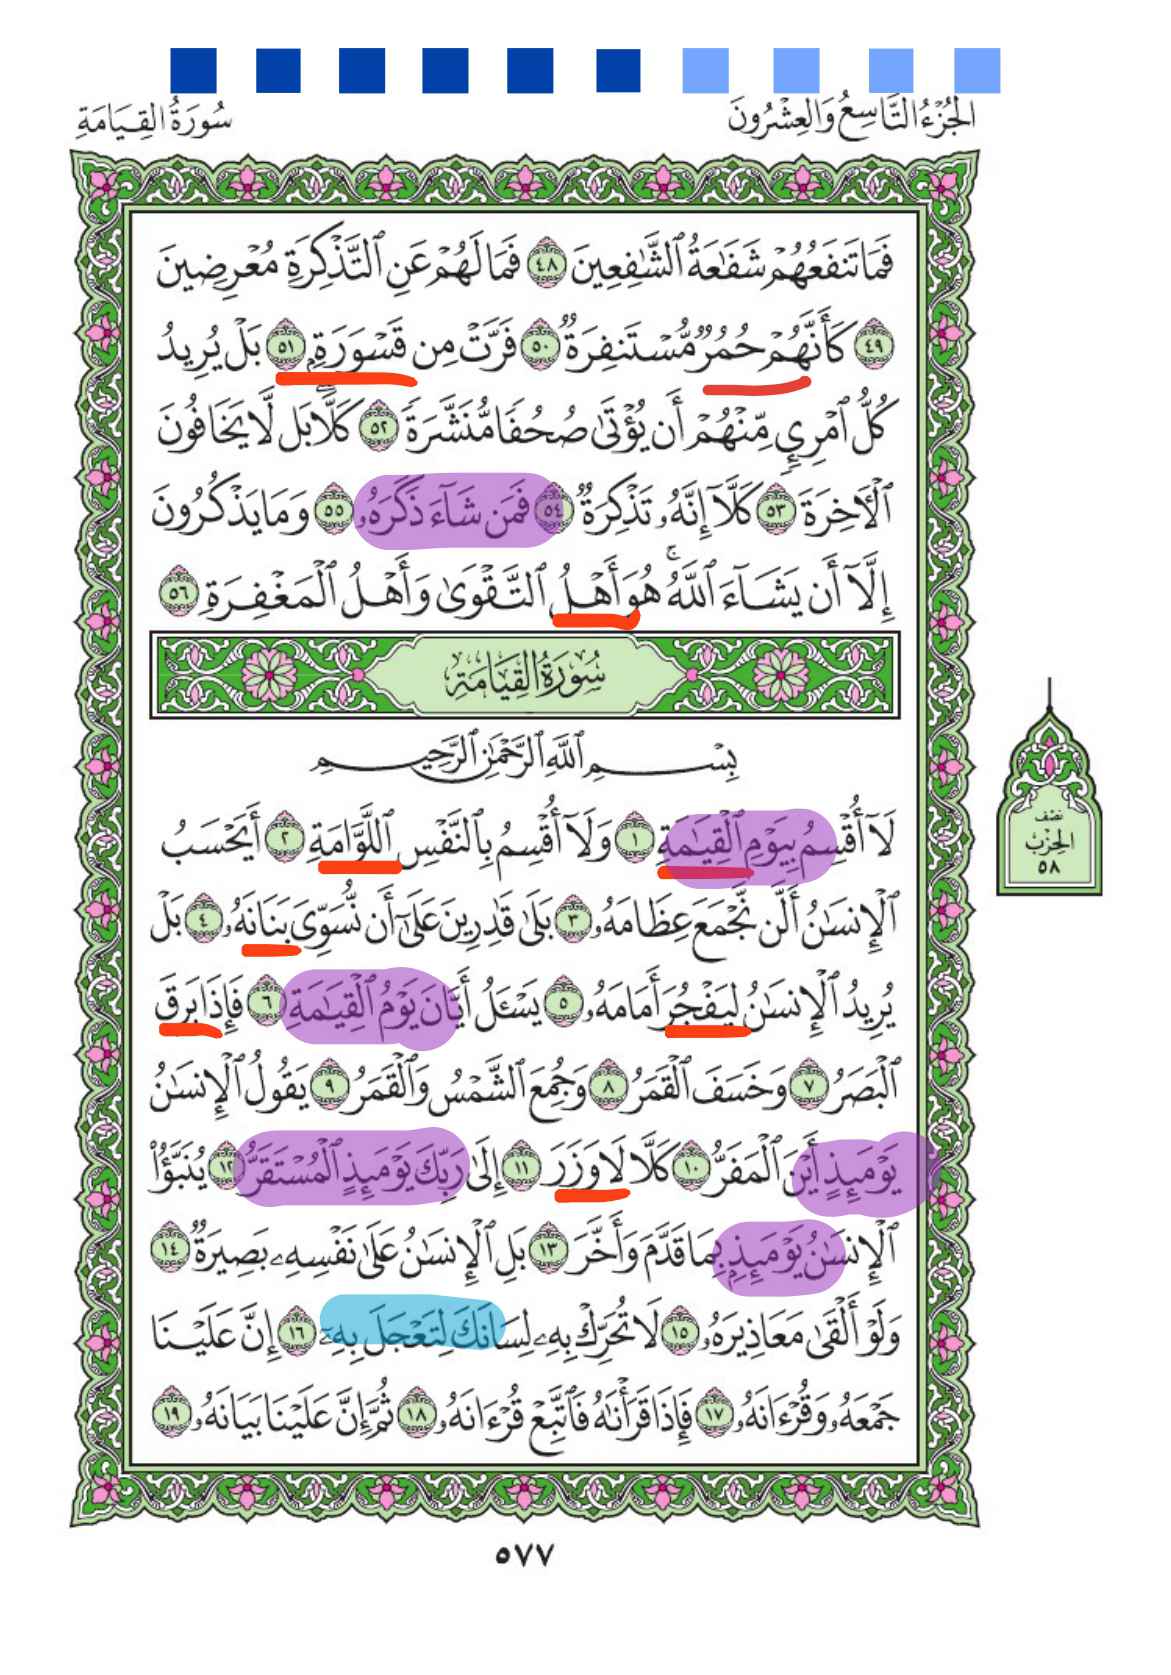 الجُزْءُ التَّاسِعُ وَالعِشْرُونَ
سُورَةُ القِيَامَةِ
فَمَا تَنفَعُهُمْ شَفَٰعَةُ ٱلشَّٰفِعِينَ ٤٨ فَمَا لَهُمْ عَنِ ٱلتَّذْكِرَةِ مُعْرِضِينَ
٤٩ كَأَنَّهُمْ حُمُرٌ مُّسْتَنفِرَةٌ ٥٠ فَرَّتْ مِن قَسْوَرَةِۭ ٥١ بَلْ يُرِيدُ
كُلُّ ٱمْرِئٍ مِّنْهُمْ أَن يُؤْتَىٰ صُحُفًا مُّنَشَّرَةً ٥٢ كَلَّا بَل لَّا يَخَافُونَ
ٱلْأَخِرَةَ ٥٣ كَلَّآ إِنَّهُۥ تَذْكِرَةٌ ٥٤ فَمَن شَآءَ ذَكَرَهُۥ ٥٥ وَمَا يَذْكُرُونَ
إِلَّآ أَن يَشَآءَ ٱللَّهُ ۚ هُوَ أَهْلُ ٱلتَّقْوَىٰ وَأَهْلُ ٱلْمَغْفِرَةِ ٥٦
سُورَةُ القِيَامَةِ
بِسْمِ ٱللَّهِ ٱلرَّحْمَٰنِ ٱلرَّحِيمِ
لَآ أُقْسِمُ بِيَوْمِ ٱلْقِيَٰمَةِ ١ وَلَآ أُقْسِمُ بِٱلنَّفْسِ ٱللَّوَّامَةِ ٢ أَيَحْسَبُ
ٱلْإِنسَٰنُ أَلَّن نَّجْمَعَ عِظَامَهُۥ ٣ بَلَىٰ قَٰدِرِينَ عَلَىٰٓ أَن نُّسَوِّىَ بَنَانَهُۥ ٤ بَلْ
يُرِيدُ ٱلْإِنسَٰنُ لِيَفْجُرَ أَمَامَهُۥ ٥ يَسْـَٔلُ أَيَّانَ يَوْمُ ٱلْقِيَٰمَةِ ٦ فَإِذَا بَرِقَ
ٱلْبَصَرُ ٧ وَخَسَفَ ٱلْقَمَرُ ٨ وَجُمِعَ ٱلشَّمْسُ وَٱلْقَمَرُ ٩ يَقُولُ ٱلْإِنسَٰنُ
يَوْمَئِذٍ أَيْنَ ٱلْمَفَرُّ ١٠ كَلَّا لَا وَزَرَ ١١ إِلَىٰ رَبِّكَ يَوْمَئِذٍ ٱلْمُسْتَقَرُّ ١٢ يُنَبَّؤُا۟
ٱلْإِنسَٰنُ يَوْمَئِذٍۭ بِمَا قَدَّمَ وَأَخَّرَ ١٣ بَلِ ٱلْإِنسَٰنُ عَلَىٰ نَفْسِهِۦ بَصِيرَةٌ ١٤
وَلَوْ أَلْقَىٰ مَعَاذِيرَهُۥ ١٥ لَا تُحَرِّكْ بِهِۦ لِسَانَكَ لِتَعْجَلَ بِهِۦٓ ١٦ إِنَّ عَلَيْنَا
جَمْعَهُۥ وَقُرْءَانَهُۥ ١٧ فَإِذَا قَرَأْنَٰهُ فَٱتَّبِعْ قُرْءَانَهُۥ ١٨ ثُمَّ إِنَّ عَلَيْنَا بَيَانَهُۥ ١٩
نصف
الحِزْب
٥٨
٥٧٧